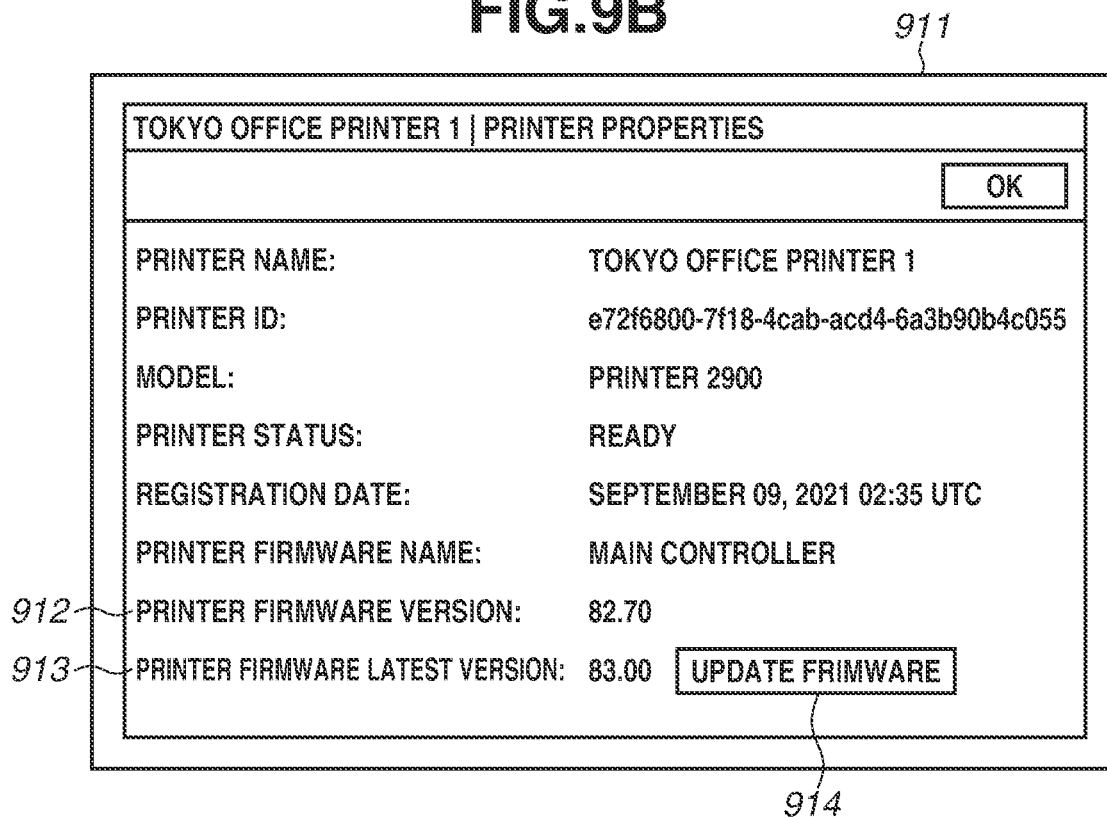 FIG.9B
911
TOKYO OFFICE PRINTER 1 | PRINTER PROPERTIES
OK
PRINTER NAME: TOKYO OFFICE PRINTER 1
PRINTER ID: e72f6800-7f18-4cab-acd4-6a3b90b4c055
MODEL: PRINTER 2900
PRINTER STATUS: READY
REGISTRATION DATE: SEPTEMBER 09, 2021 02:35 UTC
PRINTER FIRMWARE NAME: MAIN CONTROLLER
912 PRINTER FIRMWARE VERSION: 82.70
913 PRINTER FIRMWARE LATEST VERSION: 83.00 UPDATE FRIMWARE
914